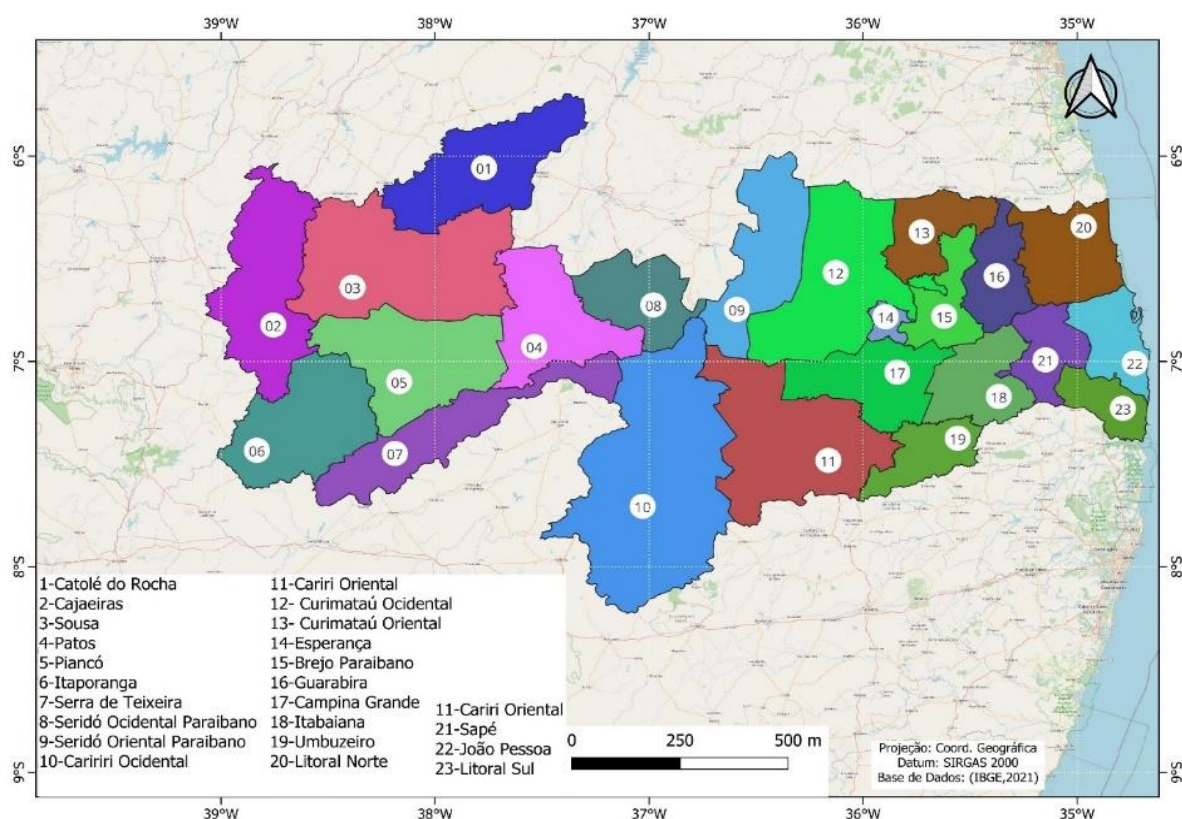 39°W 38°W 37°W 36°W 35°W
6°S 6°S
01
20
13
12
16
02
03
08
09
14
15
04
7°S 7°S
21
22
05
17
18
23
06
07
19
11
10
8°S 8°S
1-Catolé do Rocha
2-Cajaeiras
3-Sousa
4-Patos
5-Piancó
6-Itaporanga
7-Serra de Teixeira
8-Seridó Ocidental Paraibano
9-Seridó Oriental Paraibano
10-Caririri Ocidental
11-Cariri Oriental
12- Curimataú Ocidental
13- Curimataú Oriental
14-Esperança
15-Brejo Paraibano
16-Guarabira
17-Campina Grande
18-Itabaiana
19-Umbuzeiro
20-Litoral Norte
11-Cariri Oriental
21-Sapé
22-João Pessoa
23-Litoral Sul
0 250 500 m
Projeção: Coord. Geográfica
Datum: SIRGAS 2000
Base de Dados: (IBGE,2021)
9°S 9°S
39°W 38°W 37°W 36°W 35°W